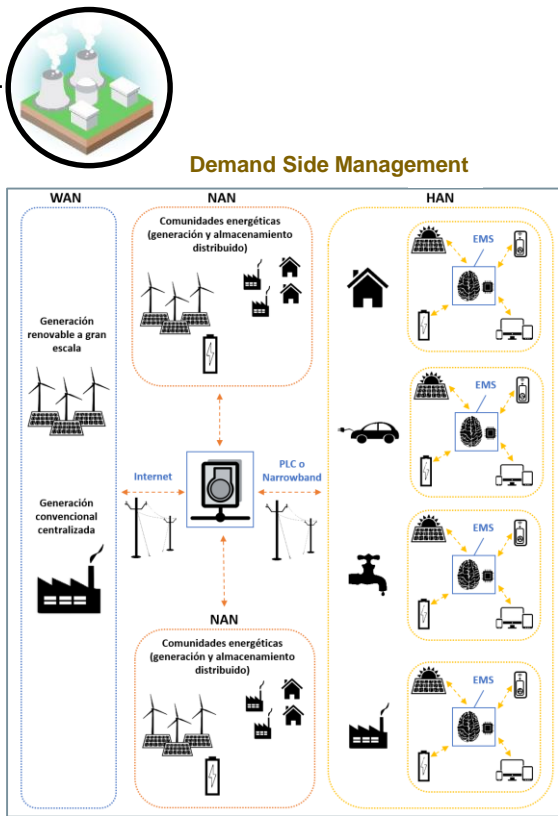 Demand Side Management
WAN
NAN
HAN
Comunidades energéticas
(generación y almacenamiento
distribuido)
Generación
renovable a gran
escala
Generación
convencional
centralizada
Internet
PLC o
Narrowband
NAN
Comunidades energéticas
(generación y almacenamiento
distribuido)
EMS
EMS
EMS
EMS